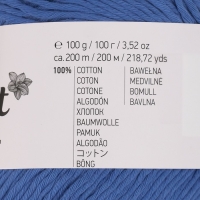 ℮ 100 g / 100 г / 3,52 oz
ca. 200 m / 200 м / 218,72 yds
100% COTTON BAWEŁNA
COTON MEDVILNĖ
COTONE BOMULL
ALGODÓN BAVLNA
ХЛОПОК
BAUMWOLLE
PAMUK
ALGODÃO
コットン
BÔNG